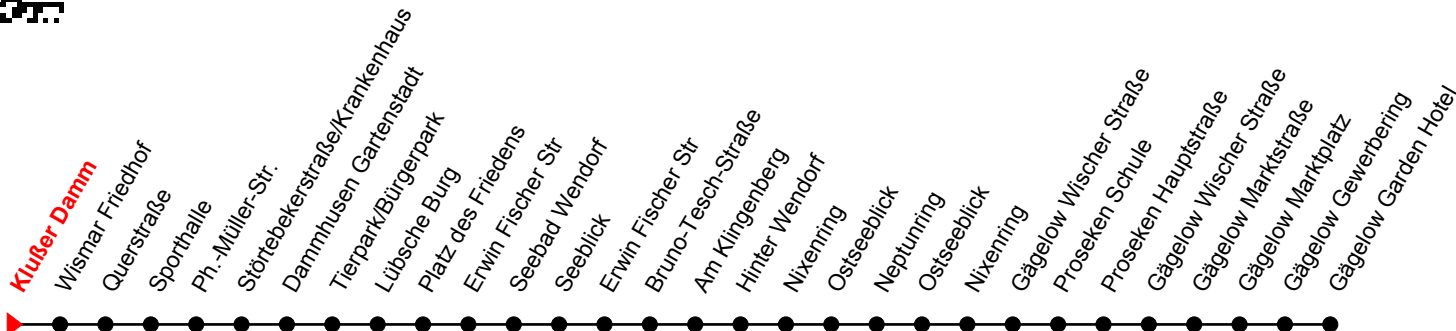 Klußer Damm
Wismar Friedhof
Querstraße
Sporthalle
Ph.-Müller-Str.
Störtebekerstraße/Krankenhaus
Dammhusen Gartenstadt
Tierpark/Bürgerpark
Lübsche Burg
Platz des Friedens
Erwin Fischer Str
Seebad Wendorf
Seeblick
Erwin Fischer Str
Bruno-Tesch-Straße
Am Klingenberg
Hinter Wendorf
Nixenring
Ostseeblick
Neptunring
Ostseeblick
Nixenring
Gägelow Wischer Straße
Proseken Schule
Proseken Hauptstraße
Gägelow Wischer Straße
Gägelow Marktstraße
Gägelow Marktplatz
Gägelow Gewerbering
Gägelow Garden Hotel